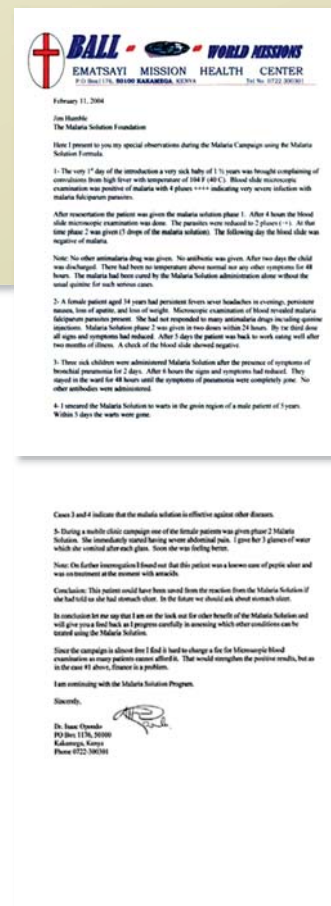 BALL - WORLD MISSIONS
EMATSAYI MISSION HEALTH CENTER
P O Box 1176, 50100 KAKAMEGA, KENYA Tel No. 0722 300301
February 11, 2004
Jim Humble
The Malaria Solution Foundation
Here I present to you my special observations during the Malaria Campaign using the Malaria
Solution Formula.
1- The very 1st day of the introduction a very sick baby of 1 ½ years was brought complaining of
convulsions from high fever with temperature of 104 F (40 C). Blood slide microscopic
examination was positive of malaria with 4 pluses ++++ indicating very severe infection with
malaria falciparum parasites.
After resuscitation the patient was given the malaria solution phase 1. After 4 hours the blood
slide microscopic examination was done. The parasites were reduced to 2 pluses (++). At that
time phase 2 was given (3 drops of the malaria solution). The following day the blood slide was
negative of malaria.
Note: No other antimalaria drug was given. No antibiotic was given. After two days the child
was discharged. There had been no temperature above normal nor any other symptoms for 48
hours. The malaria had been cured by the Malaria Solution administration alone without the
usual quinine for such serious cases.
2- A female patient aged 34 years had persistent fevers sever headaches in evenings, persistent
nausea, loss of apatite, and loss of weight. Microscopic examination of blood revealed malaria
falciparum parasites present. She had not responded to many antimalaria drugs including quinine
injections. Malaria Solution phase 2 was given in two doses within 24 hours. By the third dose
all signs and symptoms had reduced. After 5 days the patient was back to work eating well after
two months of illness. A check of the blood slide showed negative.
3- Three sick children were administered Malaria Solution after the presence of symptoms of
bronchial pneumonia for 2 days. After 6 hours the signs and symptoms had reduced. They
stayed in the ward for 48 hours until the symptoms of pneumonia were completely gone. No
other antibodies were administered.
4- I smeared the Malaria Solution to warts in the groin region of a male patient of 5 years.
Within 5 days the warts were gone.
Cases 3 and 4 indicate that the malaria solution is effective against other diseases.
5- During a mobile clinic campaign one of the female patients was given phase 2 Malaria
Solution. She immediately started having severe abdominal pain. I gave her 3 glasses of water
which she vomited after each glass. Soon she was feeling better.
Note: On further interrogation I found out that this patient was a known case of peptic ulcer and
was on treatment at the moment with antacids.
Conclusion: This patient could have been saved from the reaction from the Malaria Solution if
she had told us she had stomach ulcer. In the future we should ask about stomach ulcer.
In conclusion let me say that I am on the look out for other benefit of the Malaria Solution and
will give you a feed back as I progress carefully in assessing which other conditions can be
treated using the Malaria Solution.
Since the campaign is almost free I find it hard to charge a fee for Microscopic blood
examination as many patients cannot afford it. That would strengthen the positive results, but as
in the case #1 above, finance is a problem.
I am continuing with the Malaria Solution Program.
Sincerely,
Dr. Isaac Opondo
PO Box 1176, 50100
Kakamega, Kenya
Phone 0722-300301